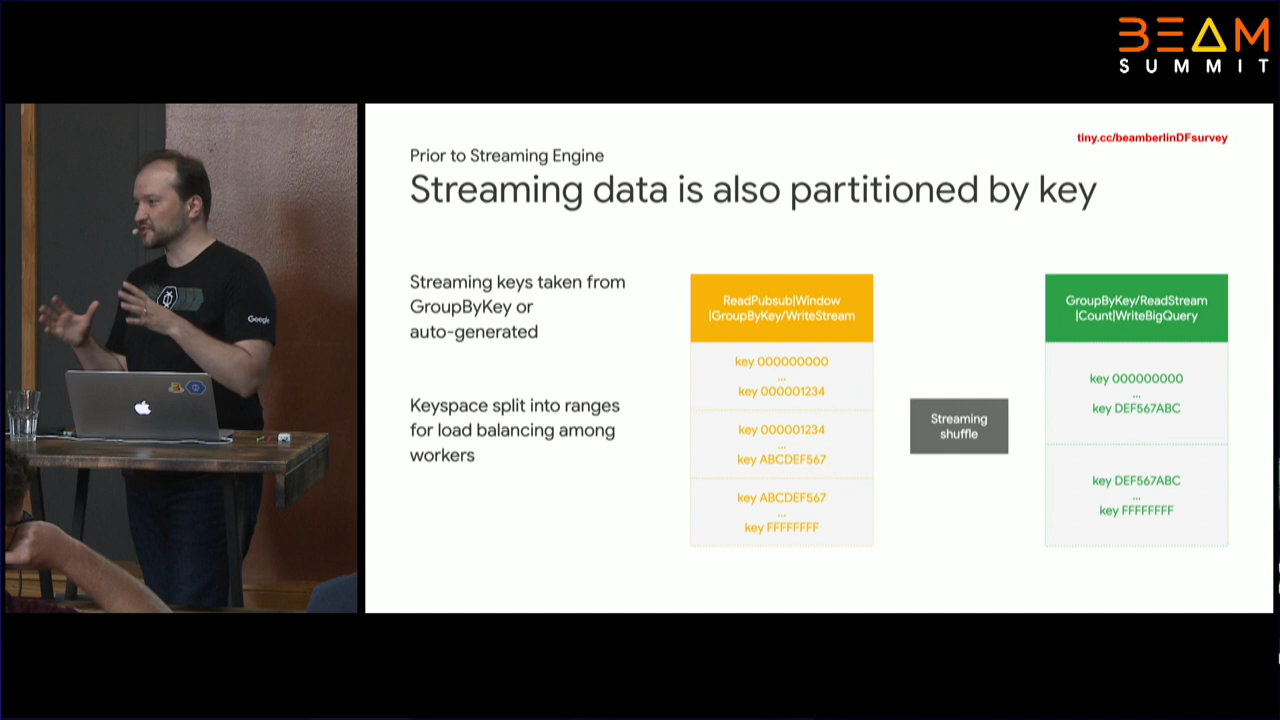 BEAM
SUMMIT
tiny.cc/beamberlinDFsurvey
Prior to Streaming Engine
Streaming data is also partitioned by key
Streaming keys taken from
GroupByKey or
auto-generated
Keyspace split into ranges
for load balancing among
workers
ReadPubsub|Window
|GroupByKey/WriteStream
key 000000000
...
key 000001234
key 000001234
...
key ABCDEF567
key ABCDEF567
...
key FFFFFFFF
Streaming
shuffle
GroupByKey/ReadStream
|Count|WriteBigQuery
key 000000000
...
key DEF567ABC
key DEF567ABC
...
key FFFFFFFF
Google